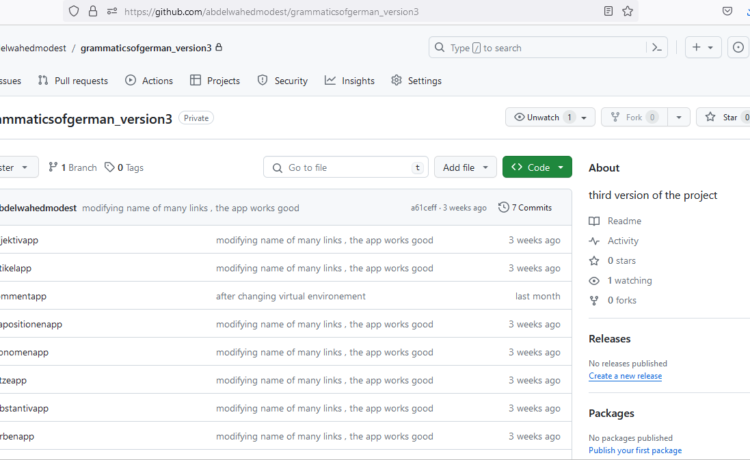 https://github.com/abdelwahedmodest/grammaticsofgerman_version3
elwahedmodest / grammaticsofgerman_version3
Type / to search
ssues Pull requests Actions Projects Security Insights Settings
ammaticsofgerman_version3 Private
Unwatch 1 Fork 0 Star 0
ster 1 Branch 0 Tags Go to file t Add file Code
About
third version of the project
bdelwahedmodest modifying name of many links , the app works good a61ceff · 3 weeks ago 7 Commits
Readme
jektivapp modifying name of many links , the app works good 3 weeks ago
Activity
tikelapp modifying name of many links , the app works good 3 weeks ago
0 stars
mmentapp after changing virtual environement last month
1 watching
apositionenapp modifying name of many links , the app works good 3 weeks ago
0 forks
onomenapp modifying name of many links , the app works good 3 weeks ago
Releases
No releases published
Create a new release
tzeapp modifying name of many links , the app works good 3 weeks ago
bstantivapp modifying name of many links , the app works good 3 weeks ago
Packages
rbenapp modifying name of many links , the app works good 3 weeks ago
No packages published
Publish your first package